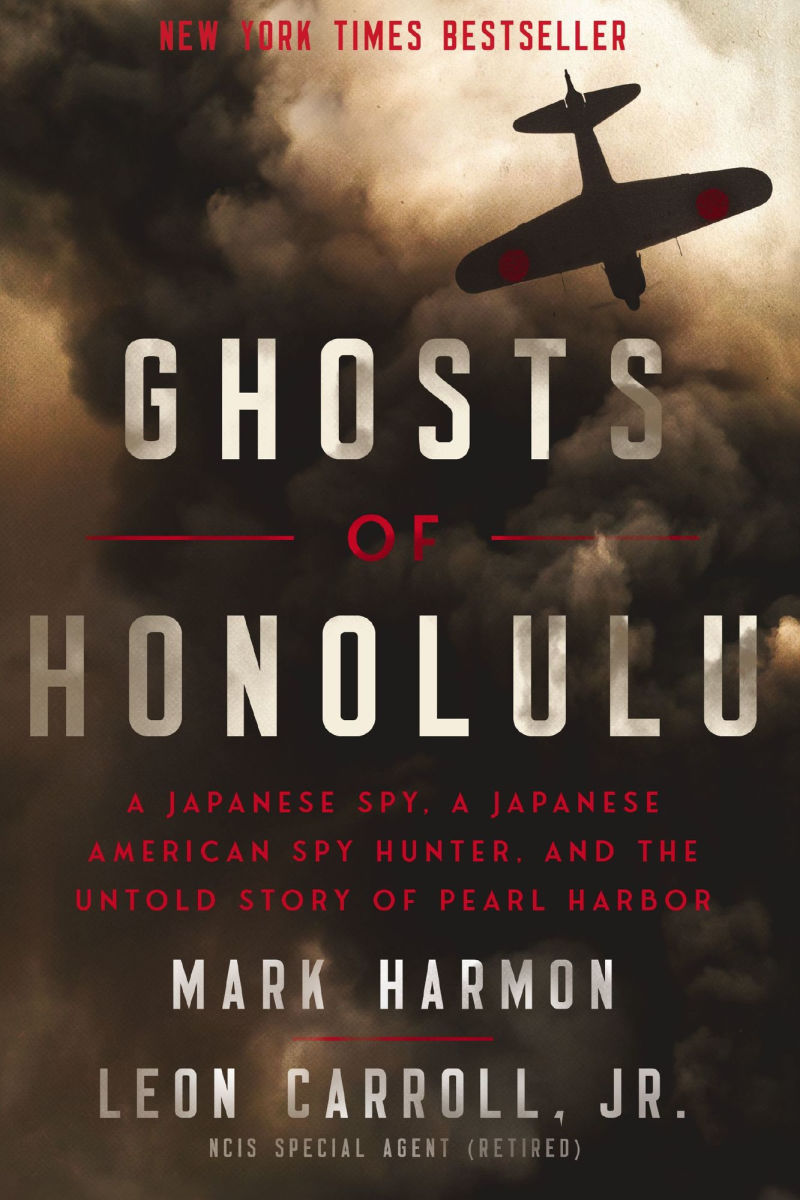 NEW YORK TIMES BESTSELLER
GHOSTS
OF
HONOLULU
A JAPANESE SPY, A JAPANESE
AMERICAN SPY HUNTER, AND THE
UNTOLD STORY OF PEARL HARBOR
MARK HARMON
LEON CARROLL, JR.
NCIS SPECIAL AGENT (RETIRED)